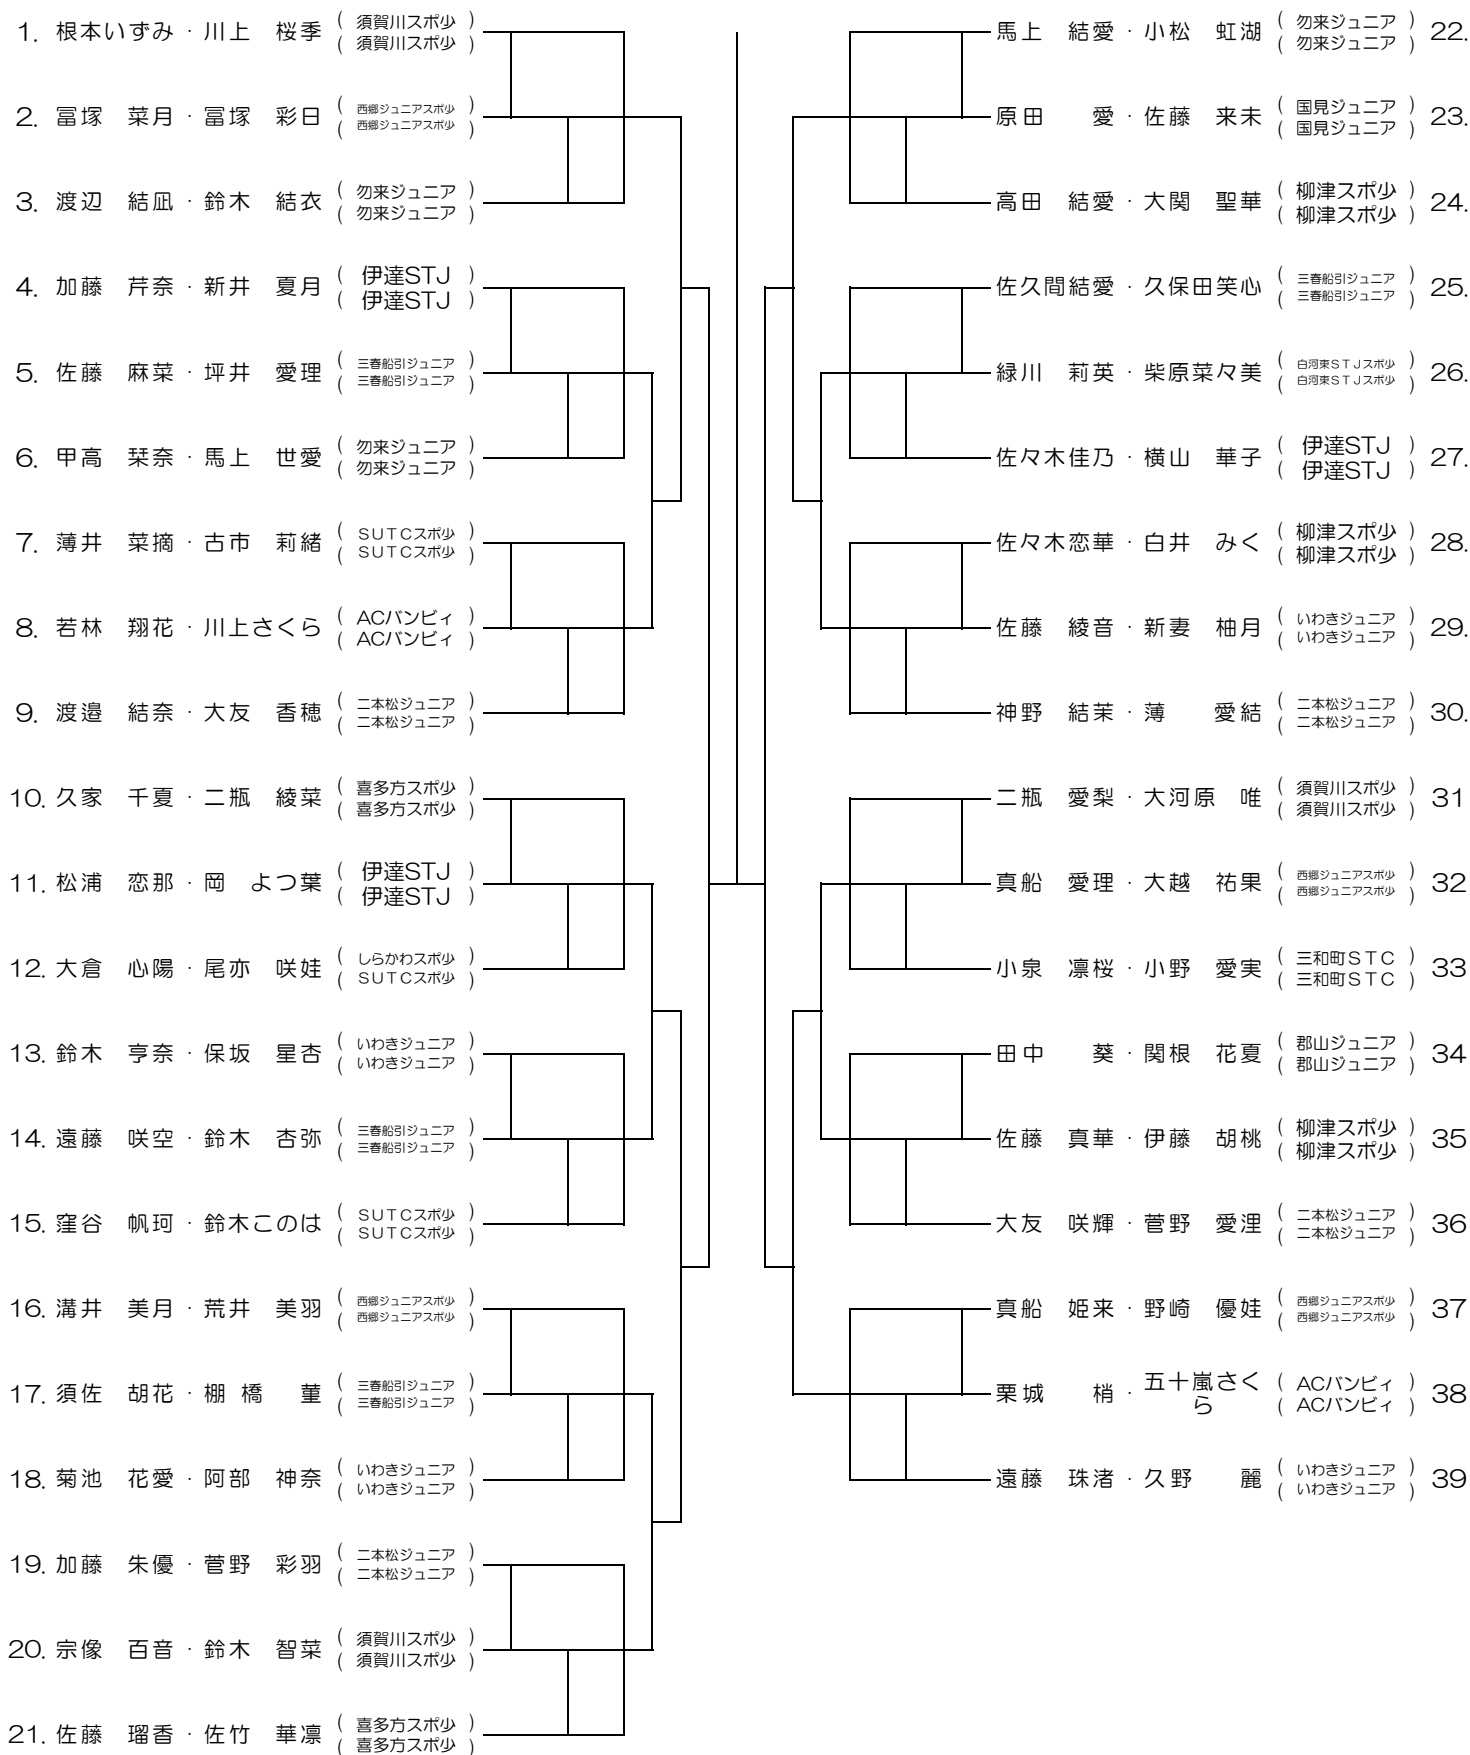 1. 根本いずみ · 川上 桜季 ( 須賀川スポ少 )
( 須賀川スポ少 )
2. 冨塚 菜月 · 冨塚 彩日 ( 西郷ジュニアスポ少 )
( 西郷ジュニアスポ少 )
3. 渡辺 結凪 · 鈴木 結衣 ( 勿来ジュニア )
( 勿来ジュニア )
4. 加藤 芹奈 · 新井 夏月 ( 伊達STJ )
( 伊達STJ )
5. 佐藤 麻菜 · 坪井 愛理 ( 三春船引ジュニア )
( 三春船引ジュニア )
6. 甲高 栞奈 · 馬上 世愛 ( 勿来ジュニア )
( 勿来ジュニア )
7. 薄井 菜摘 · 古市 莉緒 ( SUTCスポ少 )
( SUTCスポ少 )
8. 若林 翔花 · 川上さくら ( ACバンビィ )
( ACバンビィ )
9. 渡邉 結奈 · 大友 香穂 ( 二本松ジュニア )
( 二本松ジュニア )
10. 久家 千夏 · 二瓶 綾菜 ( 喜多方スポ少 )
( 喜多方スポ少 )
11. 松浦 恋那 · 岡 よつ葉 ( 伊達STJ )
( 伊達STJ )
12. 大倉 心陽 · 尾亦 咲娃 ( しらかわスポ少 )
( SUTCスポ少 )
13. 鈴木 亨奈 · 保坂 星杏 ( いわきジュニア )
( いわきジュニア )
14. 遠藤 咲空 · 鈴木 杏弥 ( 三春船引ジュニア )
( 三春船引ジュニア )
15. 窪谷 帆珂 · 鈴木このは ( SUTCスポ少 )
( SUTCスポ少 )
16. 溝井 美月 · 荒井 美羽 ( 西郷ジュニアスポ少 )
( 西郷ジュニアスポ少 )
17. 須佐 胡花 · 棚橋 菫 ( 三春船引ジュニア )
( 三春船引ジュニア )
18. 菊池 花愛 · 阿部 神奈 ( いわきジュニア )
( いわきジュニア )
19. 加藤 朱優 · 菅野 彩羽 ( 二本松ジュニア )
( 二本松ジュニア )
20. 宗像 百音 · 鈴木 智菜 ( 須賀川スポ少 )
( 須賀川スポ少 )
21. 佐藤 瑠香 · 佐竹 華凛 ( 喜多方スポ少 )
( 喜多方スポ少 )
馬上 結愛 · 小松 虹湖 ( 勿来ジュニア ) 22.
( 勿来ジュニア )
原田 愛 · 佐藤 来未 ( 国見ジュニア ) 23.
( 国見ジュニア )
高田 結愛 · 大関 聖華 ( 柳津スポ少 ) 24.
( 柳津スポ少 )
佐久間結愛 · 久保田笑心 ( 三春船引ジュニア ) 25.
( 三春船引ジュニア )
緑川 莉英 · 柴原菜々美 ( 白河東STJスポ少 ) 26.
( 白河東STJスポ少 )
佐々木佳乃 · 横山 華子 ( 伊達STJ ) 27.
( 伊達STJ )
佐々木恋華 · 白井 みく ( 柳津スポ少 ) 28.
( 柳津スポ少 )
佐藤 綾音 · 新妻 柚月 ( いわきジュニア ) 29.
( いわきジュニア )
神野 結茉 · 薄 愛結 ( 二本松ジュニア ) 30.
( 二本松ジュニア )
二瓶 愛梨 · 大河原 唯 ( 須賀川スポ少 ) 31
( 須賀川スポ少 )
真船 愛理 · 大越 祐果 ( 西郷ジュニアスポ少 ) 32
( 西郷ジュニアスポ少 )
小泉 凛桜 · 小野 愛実 ( 三和町STC ) 33
( 三和町STC )
田中 葵 · 関根 花夏 ( 郡山ジュニア ) 34
( 郡山ジュニア )
佐藤 真華 · 伊藤 胡桃 ( 柳津スポ少 ) 35
( 柳津スポ少 )
大友 咲輝 · 菅野 愛浬 ( 二本松ジュニア ) 36
( 二本松ジュニア )
真船 姫来 · 野崎 優娃 ( 西郷ジュニアスポ少 ) 37
( 西郷ジュニアスポ少 )
栗城 梢 · 五十嵐さく ( ACバンビィ ) 38
ら ( ACバンビィ )
遠藤 珠渚 · 久野 麗 ( いわきジュニア ) 39
( いわきジュニア )